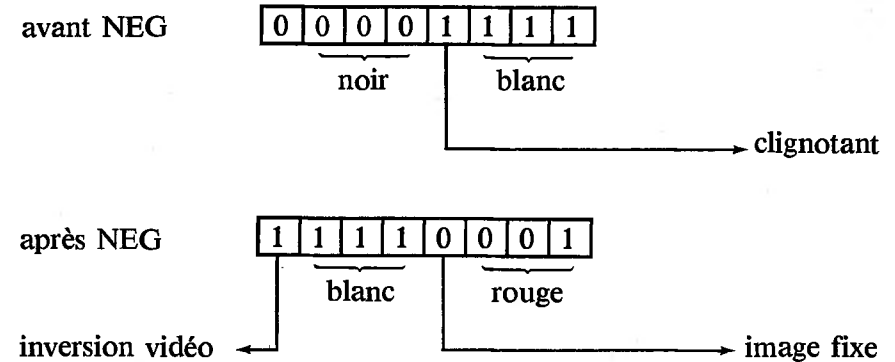 avant NEG 0 0 0 0 1 1 1 1
noir blanc
clignotant
après NEG 1 1 1 1 0 0 0 1
blanc rouge
inversion vidéo image fixe